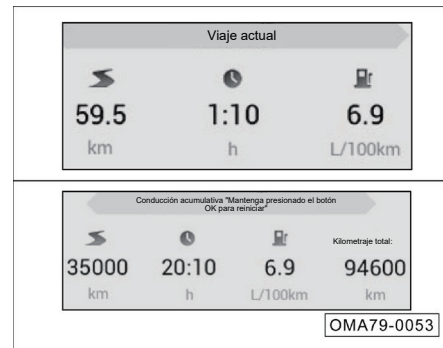 Viaje actual
59.5 1:10 6.9
km h L/100km
Conducción acumulativa "Mantenga presionado el botón
OK para reiniciar"
Kilometraje total:
35000 20:10 6.9 94600
km h L/100km km
OMA79-0053